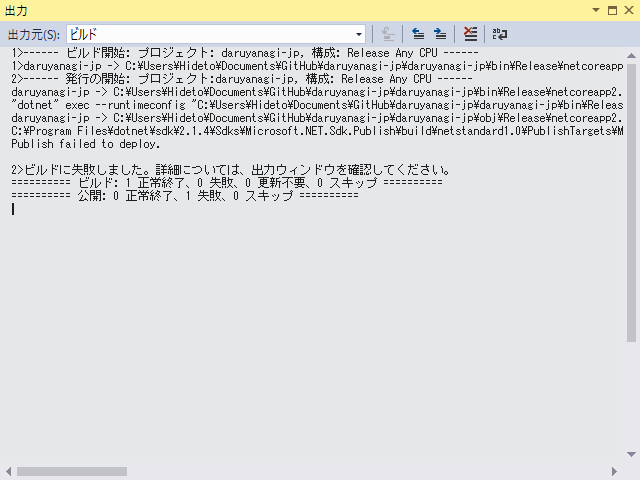 出力
出力元(S): ビルド
1>------ ビルド開始: プロジェクト: daruyanagi-jp, 構成: Release Any CPU ------
1>daruyanagi-jp -> C:¥Users¥Hideto¥Documents¥GitHub¥daruyanagi-jp¥daruyanagi-jp¥bin¥Release¥netcoreapp
2>------ 発行の開始: プロジェクト:daruyanagi-jp, 構成: Release Any CPU ------
daruyanagi-jp -> C:¥Users¥Hideto¥Documents¥GitHub¥daruyanagi-jp¥daruyanagi-jp¥bin¥Release¥netcoreapp2.
"dotnet" exec --runtimeconfig "C:¥Users¥Hideto¥Documents¥GitHub¥daruyanagi-jp¥daruyanagi-jp¥bin¥Releas
daruyanagi-jp -> C:¥Users¥Hideto¥Documents¥GitHub¥daruyanagi-jp¥daruyanagi-jp¥obj¥Release¥netcoreapp2.
C:¥Program Files¥dotnet¥sdk¥2.1.4¥Sdks¥Microsoft.NET.Sdk.Publish¥build¥netstandard1.0¥PublishTargets¥M
Publish failed to deploy.
2>ビルドに失敗しました。詳細については、出力ウィンドウを確認してください。
========== ビルド: 1 正常終了、0 失敗、0 更新不要、0 スキップ ==========
========== 公開: 0 正常終了、1 失敗、0 スキップ ==========